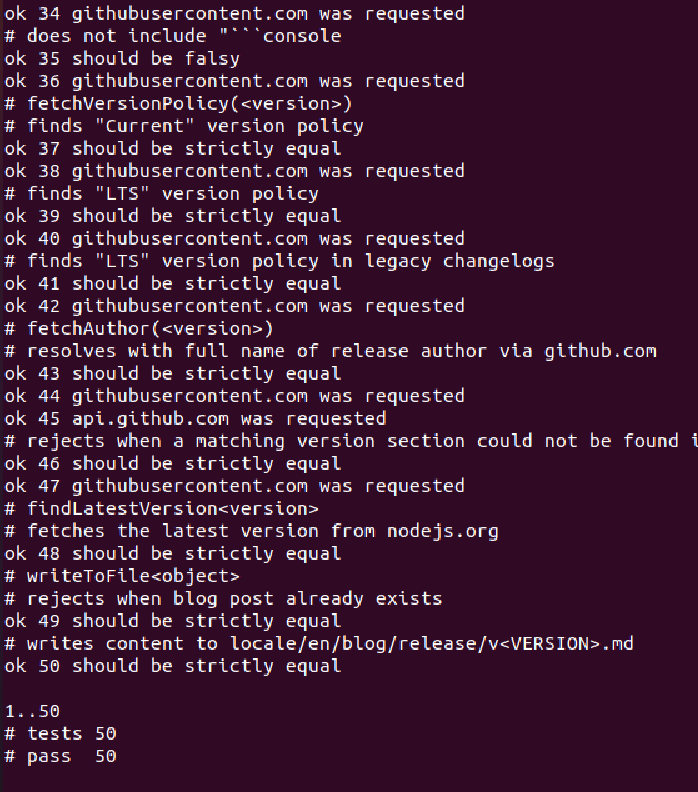 ok 34 githubusercontent.com was requested
# does not include "```console
ok 35 should be falsy
ok 36 githubusercontent.com was requested
# fetchVersionPolicy(<version>)
# finds "Current" version policy
ok 37 should be strictly equal
ok 38 githubusercontent.com was requested
# finds "LTS" version policy
ok 39 should be strictly equal
ok 40 githubusercontent.com was requested
# finds "LTS" version policy in legacy changelogs
ok 41 should be strictly equal
ok 42 githubusercontent.com was requested
# fetchAuthor(<version>)
# resolves with full name of release author via github.com
ok 43 should be strictly equal
ok 44 githubusercontent.com was requested
ok 45 api.github.com was requested
# rejects when a matching version section could not be found i
ok 46 should be strictly equal
ok 47 githubusercontent.com was requested
# findLatestVersion<version>
# fetches the latest version from nodejs.org
ok 48 should be strictly equal
# writeToFile<object>
# rejects when blog post already exists
ok 49 should be strictly equal
# writes content to locale/en/blog/release/v<VERSION>.md
ok 50 should be strictly equal

1..50
# tests 50
# pass  50